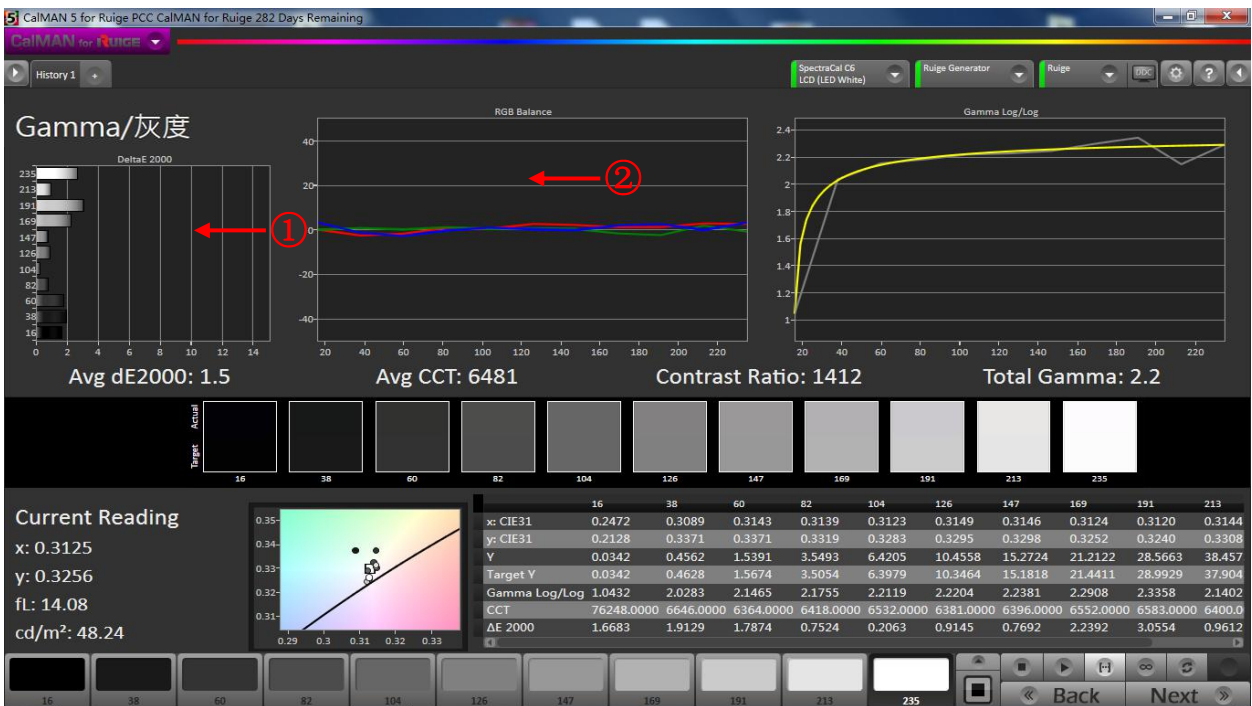 CalMAN 5 for Ruige PCC CalMAN for Ruige 282 Days Remaining
CalMAN for RUIGE
History 1 +
SpectraCal C6
LCD (LED White)
Ruige Generator
Ruige
DDC
?
Gamma/灰度
DeltaE 2000
235
213
191
169
147
126
104
82
60
38
16
0 2 4 6 8 10 12 14
①
RGB Balance
40
20
0
-20
-40
20 40 60 80 100 120 140 160 180 200 220
②
Gamma Log/Log
2.4
2.2
2
1.8
1.6
1.4
1.2
1
20 40 60 80 100 120 140 160 180 200 220
Avg dE2000: 1.5
Avg CCT: 6481
Contrast Ratio: 1412
Total Gamma: 2.2
Actual
Target
16 38 60 82 104 126 147 169 191 213 235
Current Reading
x: 0.3125
y: 0.3256
fL: 14.08
cd/m²: 48.24
0.35
0.34
0.33
0.32
0.31
0.29 0.3 0.31 0.32 0.33
16 38 60 82 104 126 147 169 191 213
x: CIE31 0.2472 0.3089 0.3143 0.3139 0.3123 0.3149 0.3146 0.3124 0.3120 0.3144
y: CIE31 0.2128 0.3371 0.3371 0.3319 0.3283 0.3295 0.3298 0.3252 0.3240 0.3308
Y 0.0342 0.4562 1.5391 3.5493 6.4205 10.4558 15.2724 21.2122 28.5663 38.457
Target Y 0.0342 0.4628 1.5674 3.5054 6.3979 10.3464 15.1818 21.4411 28.9929 37.904
Gamma Log/Log 1.0432 2.0283 2.1465 2.1755 2.2119 2.2204 2.2381 2.2908 2.3358 2.1402
CCT 76248.0000 6646.0000 6364.0000 6418.0000 6532.0000 6381.0000 6396.0000 6552.0000 6583.0000 6400.0
ΔE 2000 1.6683 1.9129 1.7874 0.7524 0.2063 0.9145 0.7692 2.2392 3.0554 0.9612
16 38 60 82 104 126 147 169 191 213 235
Back
Next